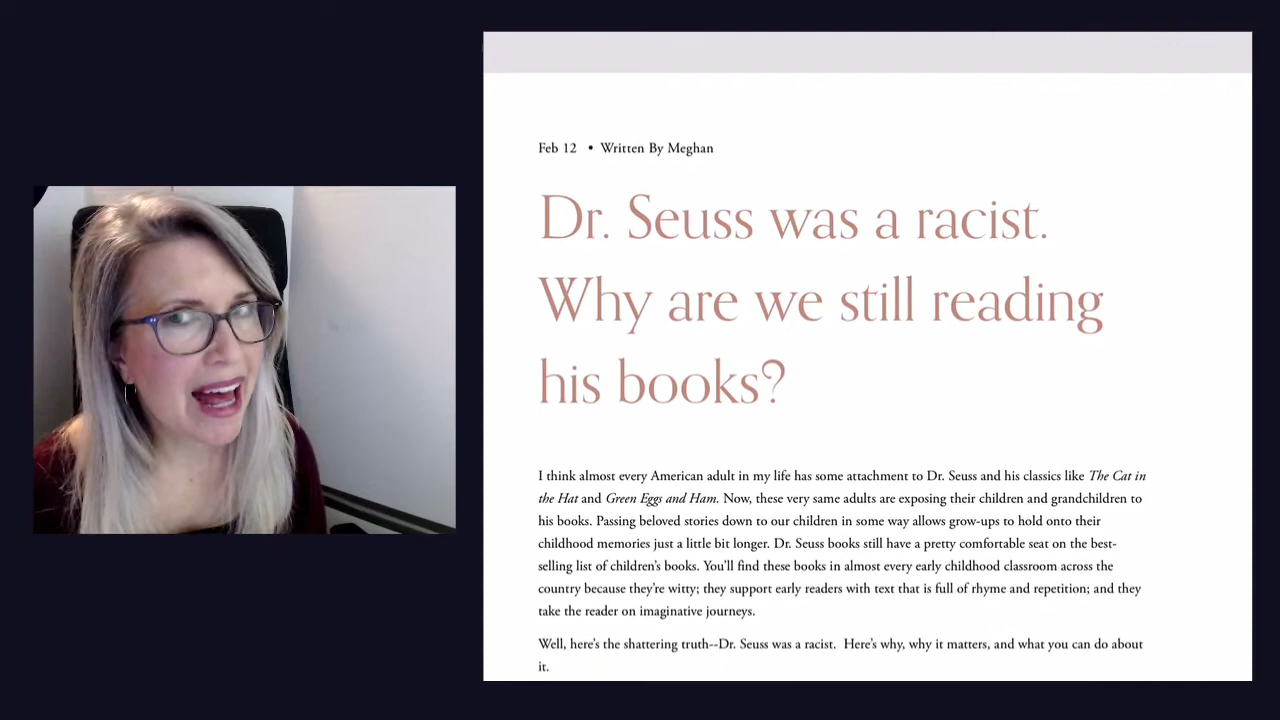 Feb 12 • Written By Meghan
Dr. Seuss was a racist.
Why are we still reading
his books?
I think almost every American adult in my life has some attachment to Dr. Seuss and his classics like The Cat in
the Hat and Green Eggs and Ham. Now, these very same adults are exposing their children and grandchildren to
his books. Passing beloved stories down to our children in some way allows grow-ups to hold onto their
childhood memories just a little bit longer. Dr. Seuss books still have a pretty comfortable seat on the best-
selling list of children’s books. You’ll find these books in almost every early childhood classroom across the
country because they’re witty; they support early readers with text that is full of rhyme and repetition; and they
take the reader on imaginative journeys.
Well, here’s the shattering truth--Dr. Seuss was a racist.  Here’s why, why it matters, and what you can do about
it.